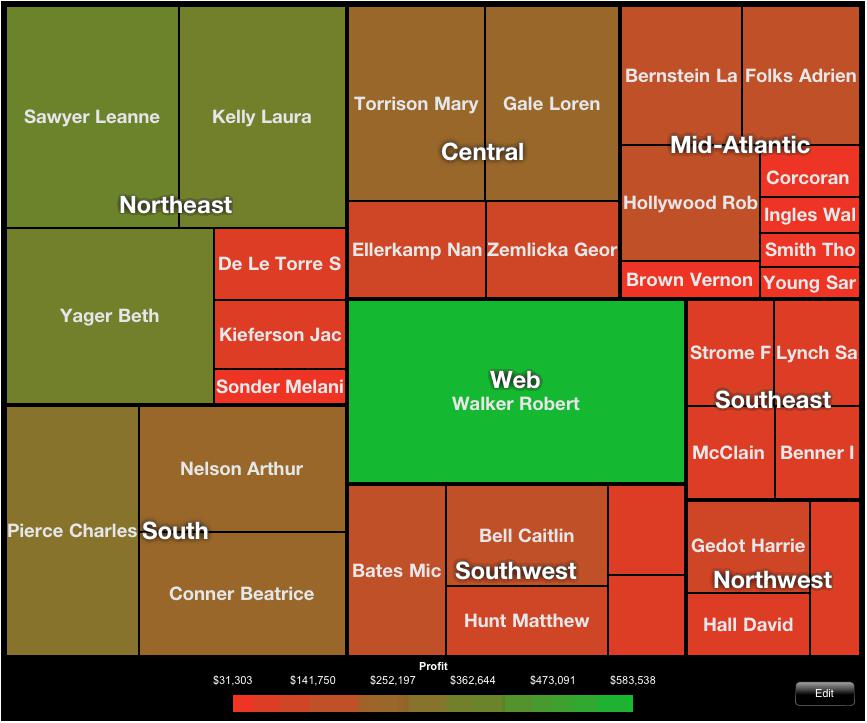 Sawyer Leanne
Kelly Laura
Northeast
Yager Beth
De Le Torre S
Kieferson Jac
Sonder Melani
Torrison Mary
Gale Loren
Central
Ellerkamp Nan
Zemlicka Geor
Bernstein La
Folks Adrien
Mid-Atlantic
Hollywood Rob
Corcoran
Ingles Wal
Smith Tho
Brown Vernon
Young Sar
Web
Walker Robert
Strome F
Lynch Sa
Southeast
McClain
Benner I
Pierce Charles
Nelson Arthur
South
Conner Beatrice
Bates Mic
Bell Caitlin
Southwest
Hunt Matthew
Gedot Harrie
Northwest
Hall David
Profit
$31,303 $141,750 $252,197 $362,644 $473,091 $583,538
Edit